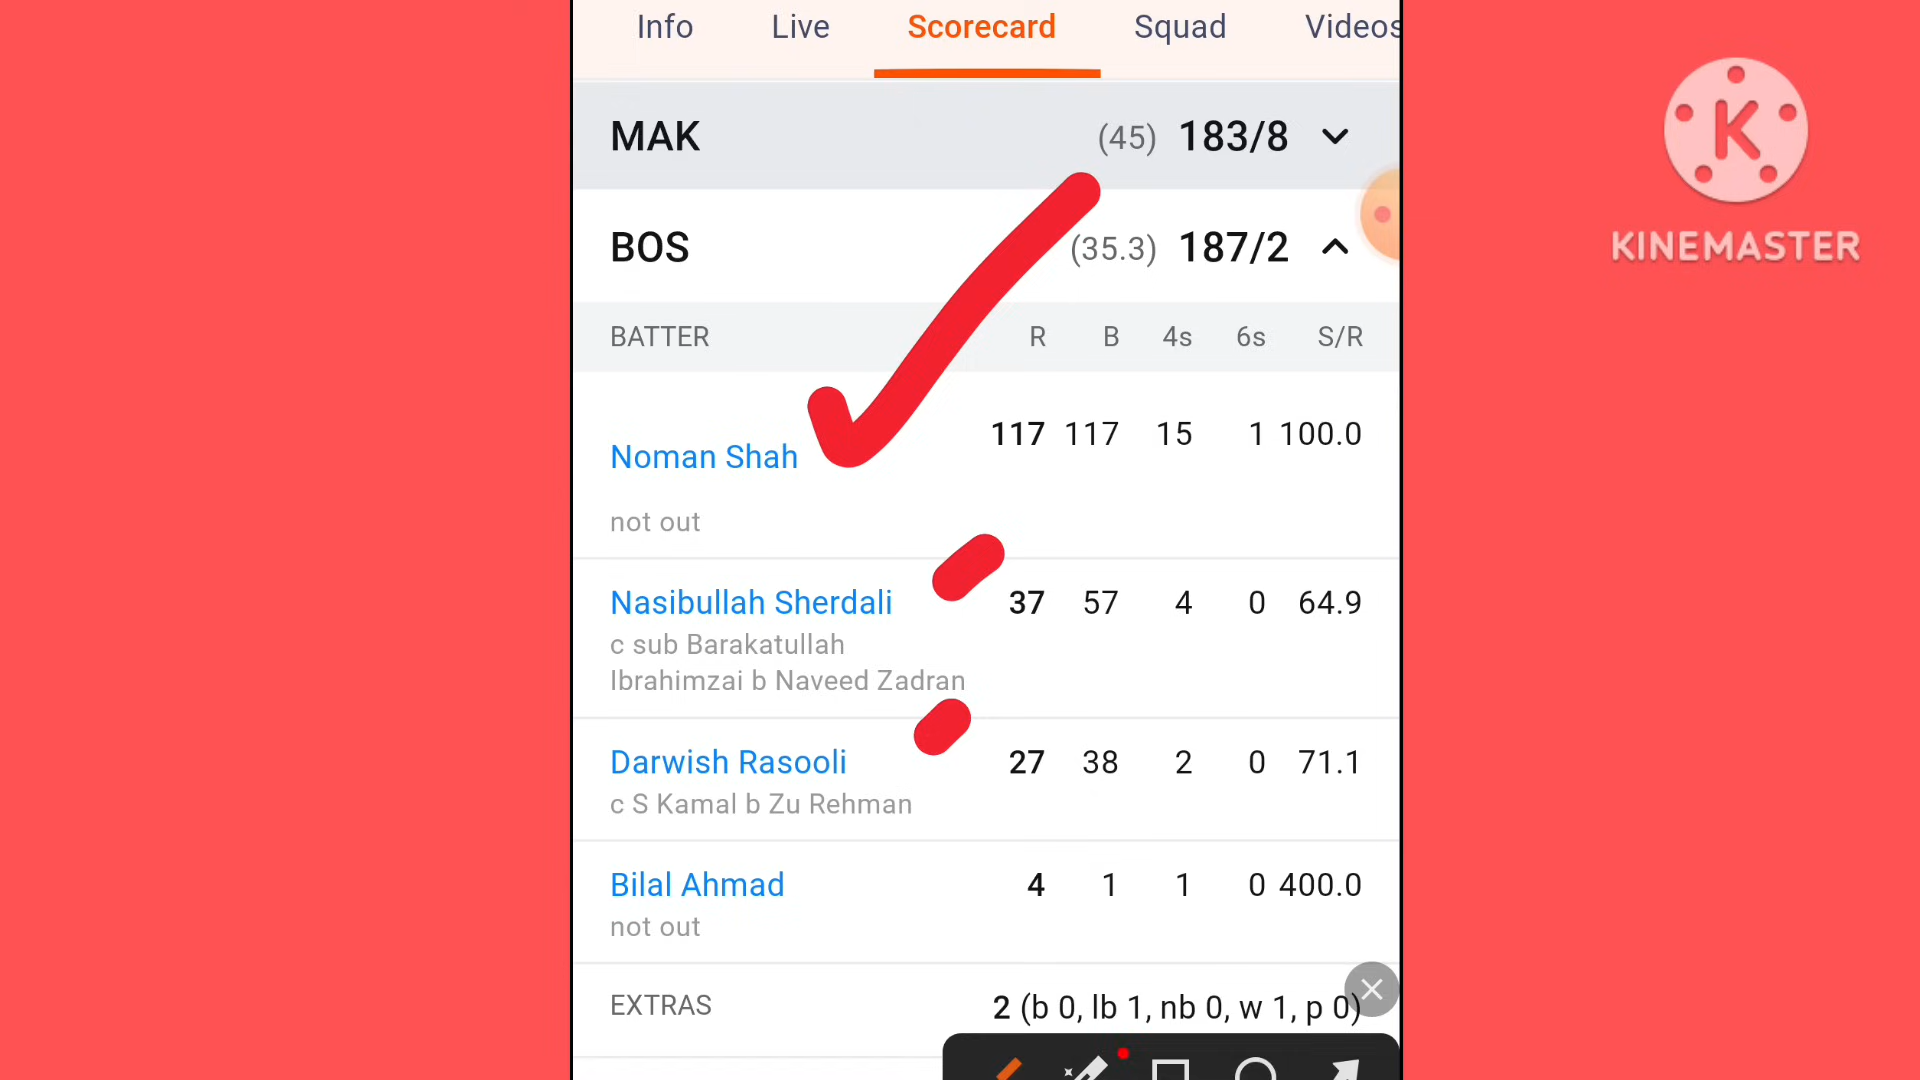 Info Live Scorecard Squad Videos
MAK (45) 183/8
BOS (35.3) 187/2
BATTER R B 4s 6s S/R
Noman Shah 117 117 15 1 100.0
not out
Nasibullah Sherdali 37 57 4 0 64.9
c sub Barakatullah
Ibrahimzai b Naveed Zadran
Darwish Rasooli 27 38 2 0 71.1
c S Kamal b Zu Rehman
Bilal Ahmad 4 1 1 0 400.0
not out
EXTRAS 2 (b 0, lb 1, nb 0, w 1, p 0)
K
KINEMASTER